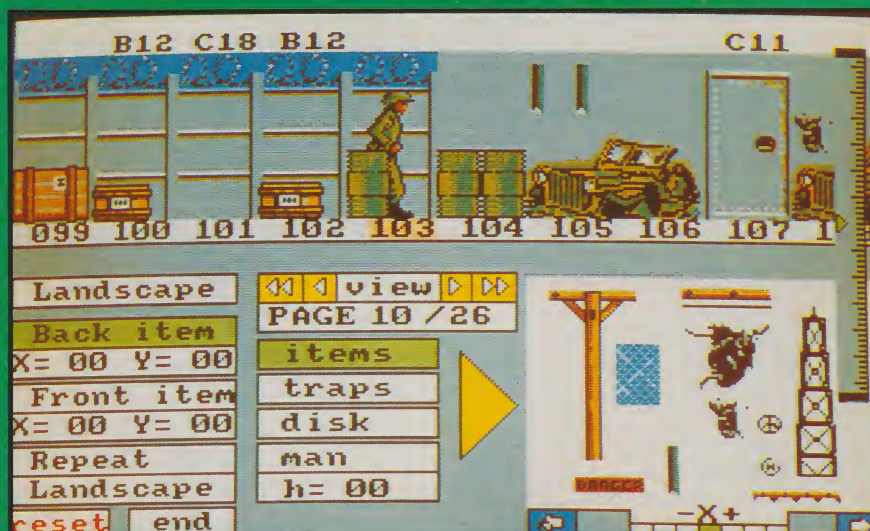 B12 C18 B12 C11
099 100 101 102 103 104 105 106 107 1
Landscape
Back item
X= 00 Y= 00
Front item
X= 00 Y= 00
Repeat
Landscape
reset end
view
PAGE 10 /26
items
traps
disk
man
h= 00
DANGER
-X+